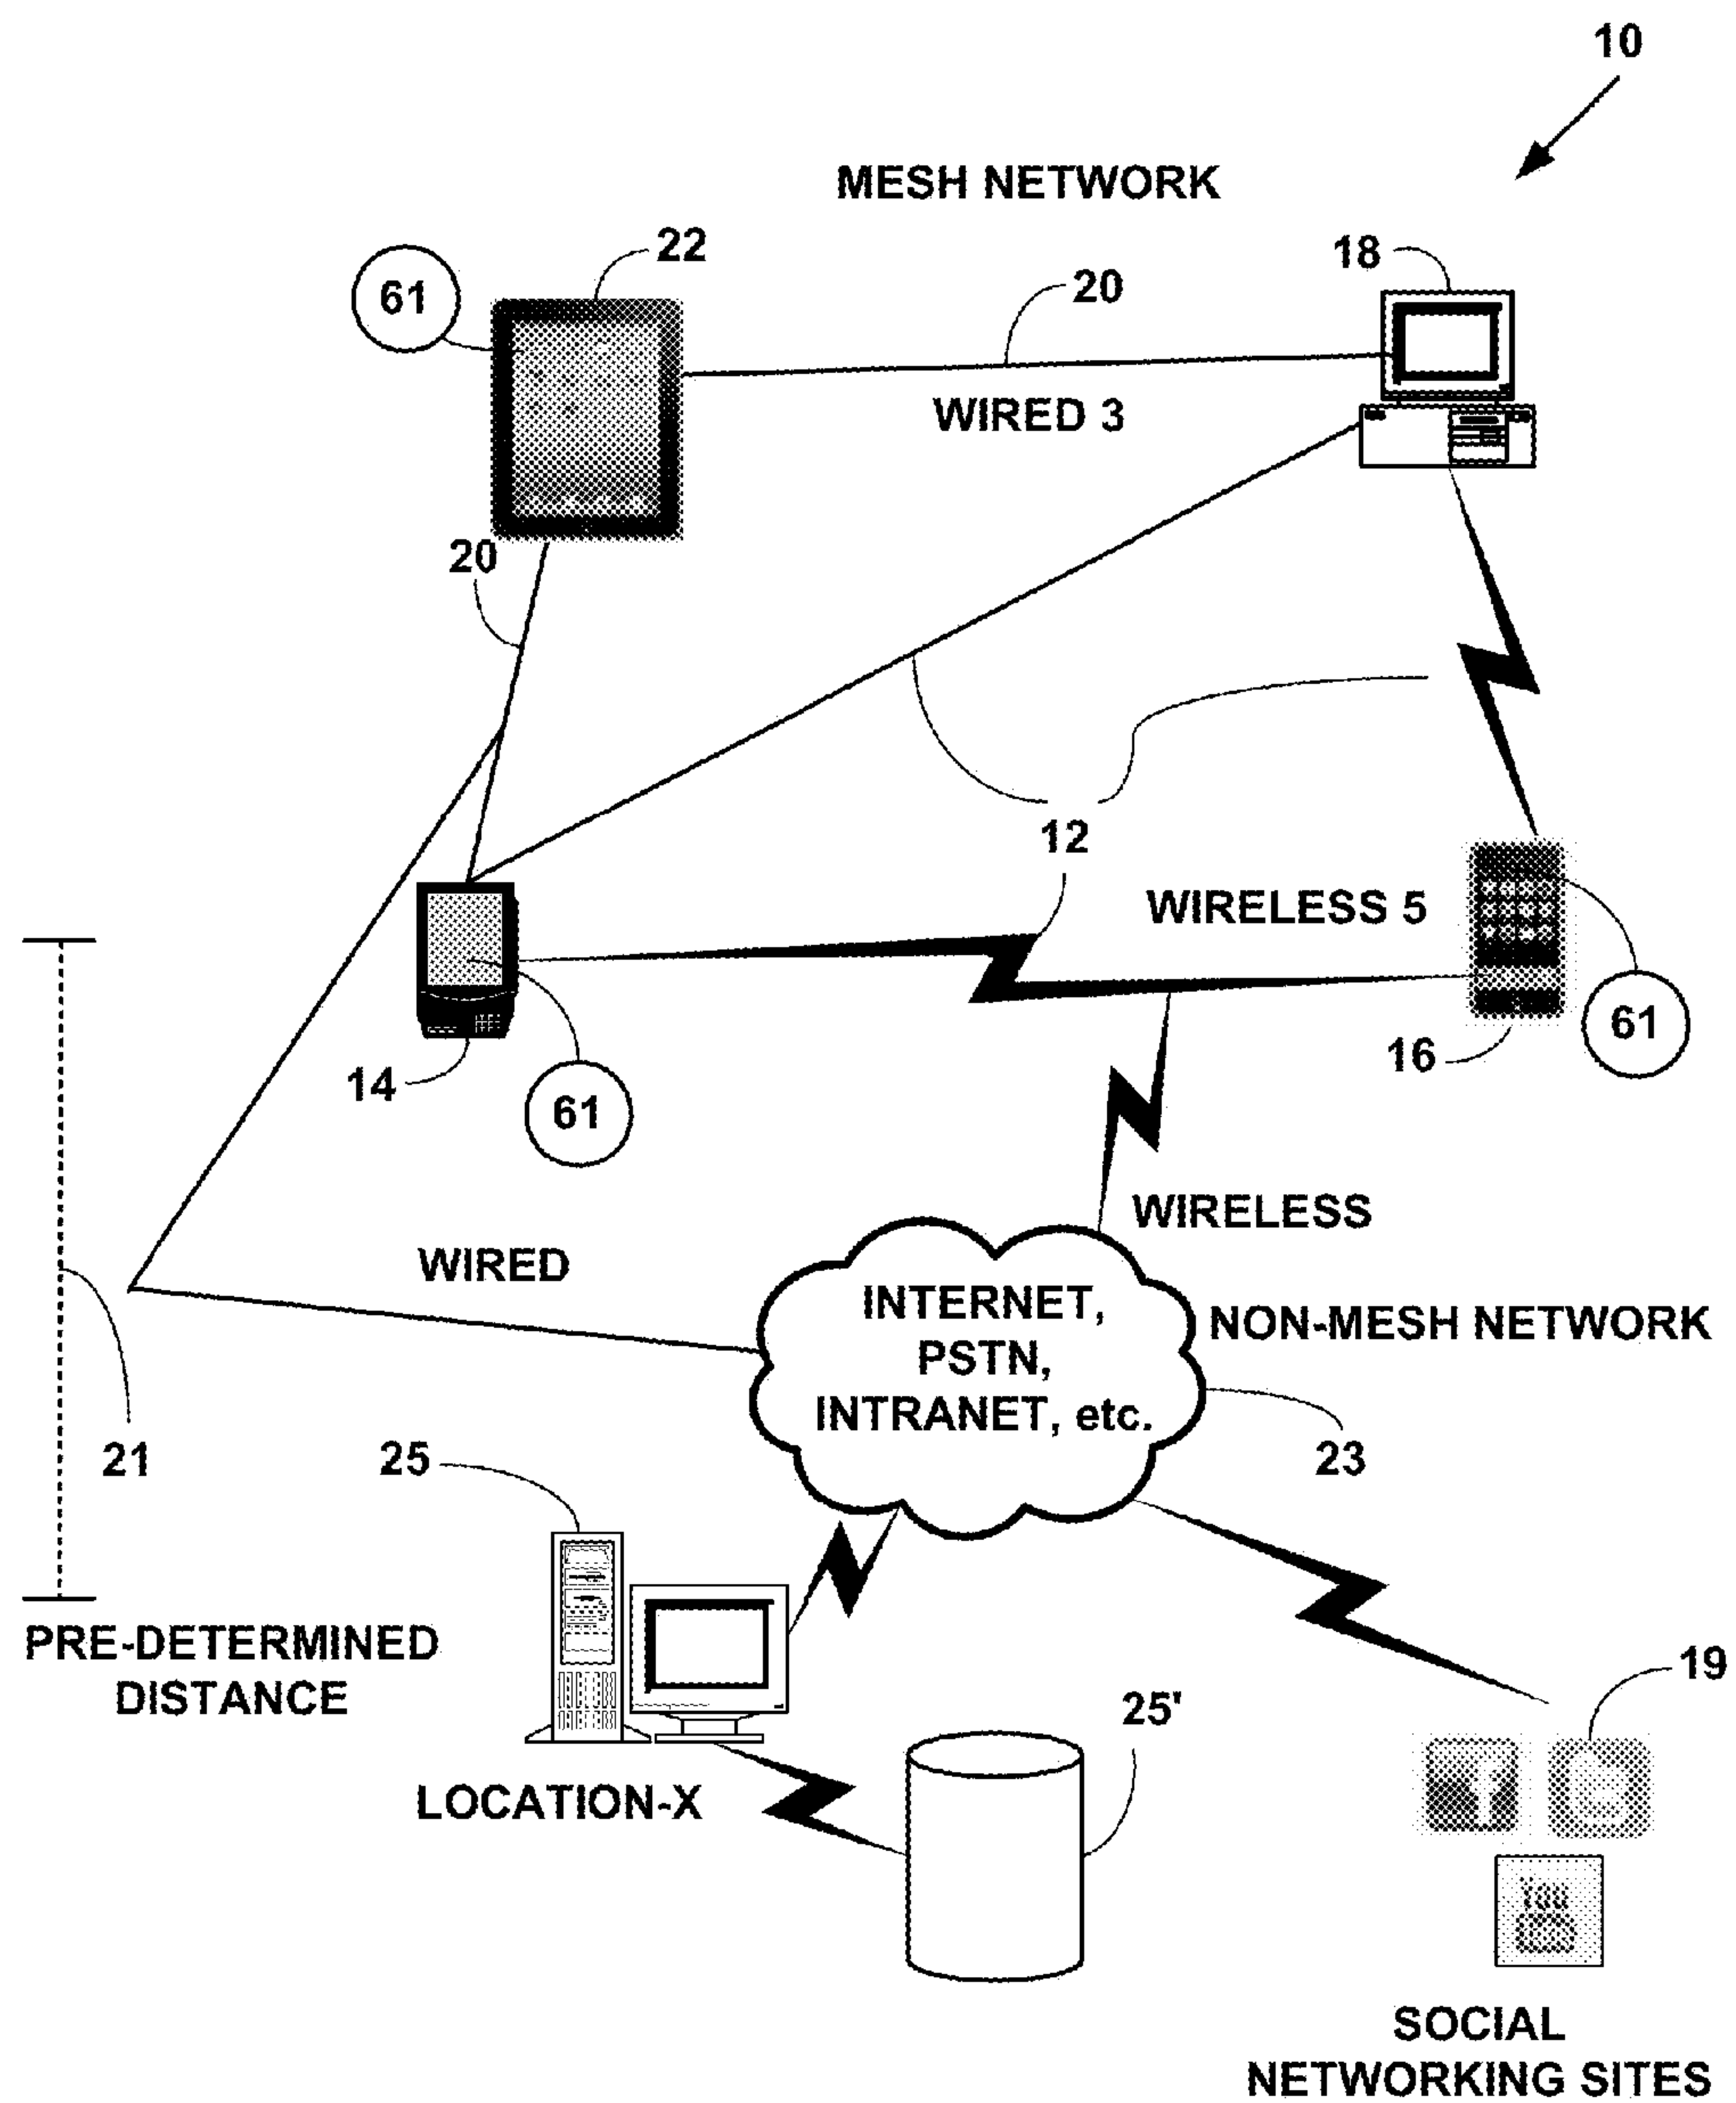 10
MESH NETWORK
22
18
61
20
WIRED 3
20
12
WIRELESS 5
61
16
14
61
WIRELESS
WIRED
INTERNET,
PSTN,
INTRANET, etc.
NON-MESH NETWORK
21
25
23
PRE-DETERMINED
DISTANCE
19
25'
LOCATION-X
f
You
SOCIAL
NETWORKING SITES